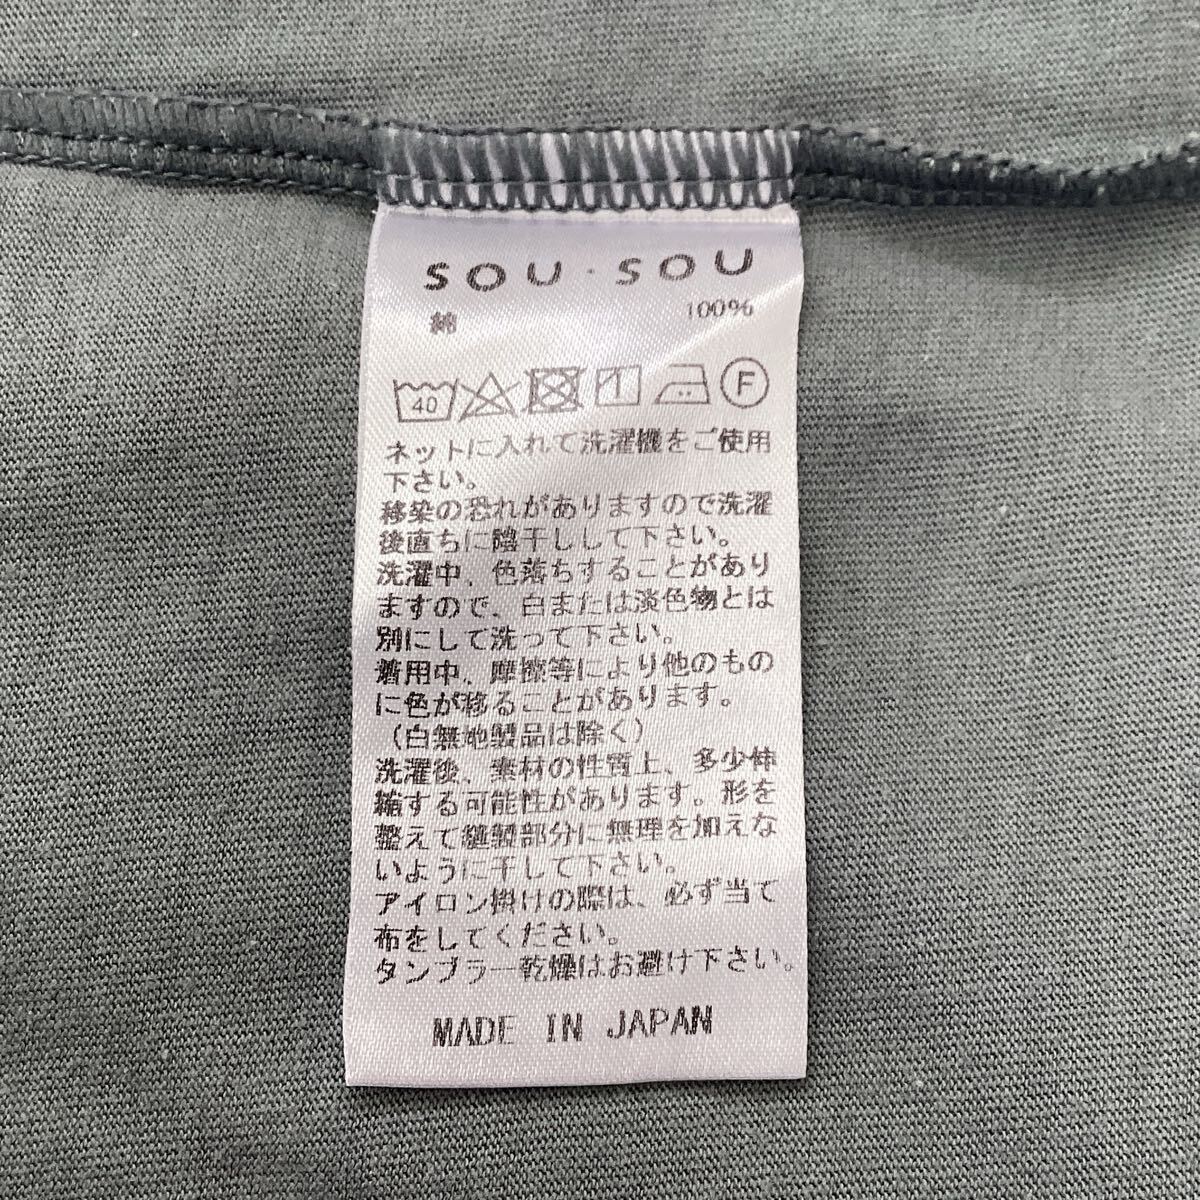 SOU・SOU
綿 100%
40 F
ネットに入れて洗濯機をご使用
下さい。
移染の恐れがありますので洗濯
後直ちに陰干しして下さい。
洗濯中、色落ちすることがあり
ますので、白または淡色物とは
別にして洗って下さい。
着用中、摩擦等により他のもの
に色が移ることがあります。
（白無地製品は除く）
洗濯後、素材の性質上、多少伸
縮する可能性があります。形を
整えて縫製部分に無理を加えな
いように干して下さい。
アイロン掛けの際は、必ず当て
布をしてください。
タンブラー乾燥はお避け下さい。
MADE IN JAPAN